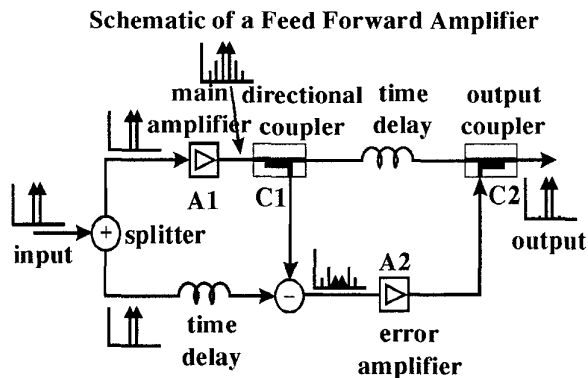 Schematic of a Feed Forward Amplifier
main
amplifier
directional
coupler
time
delay
output
coupler
A1
C1
C2
input
+
splitter
output
−
A2
time
delay
error
amplifier